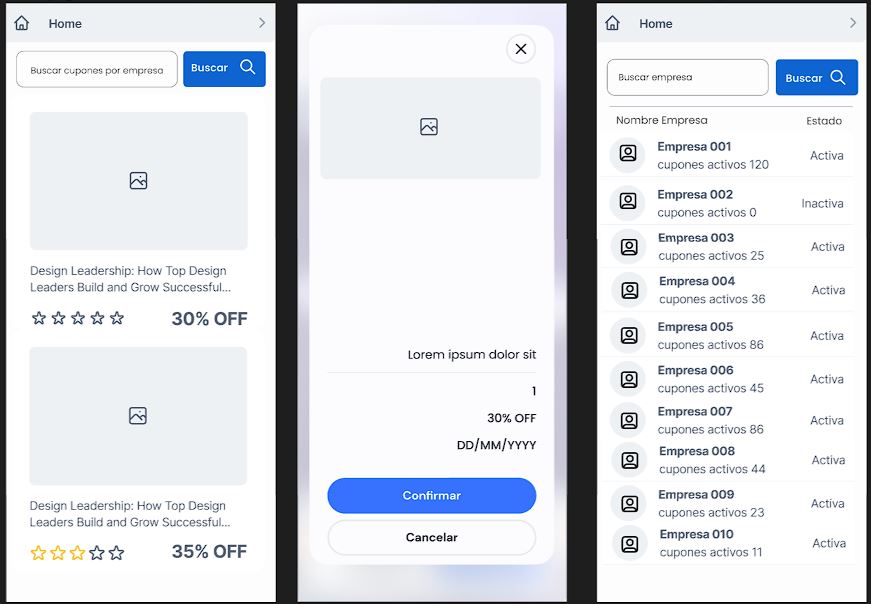 Home
Buscar cupones por empresa
Buscar
Design Leadership: How Top Design
Leaders Build and Grow Successful...
30% OFF
Design Leadership: How Top Design
Leaders Build and Grow Successful...
35% OFF
Lorem ipsum dolor sit
1
30% OFF
DD/MM/YYYY
Confirmar
Cancelar
Home
Buscar empresa
Buscar
Nombre Empresa Estado
Empresa 001
cupones activos 120 Activa
Empresa 002
cupones activos 0 Inactiva
Empresa 003
cupones activos 25 Activa
Empresa 004
cupones activos 36 Activa
Empresa 005
cupones activos 86 Activa
Empresa 006
cupones activos 45 Activa
Empresa 007
cupones activos 86 Activa
Empresa 008
cupones activos 44 Activa
Empresa 009
cupones activos 23 Activa
Empresa 010
cupones activos 11 Activa